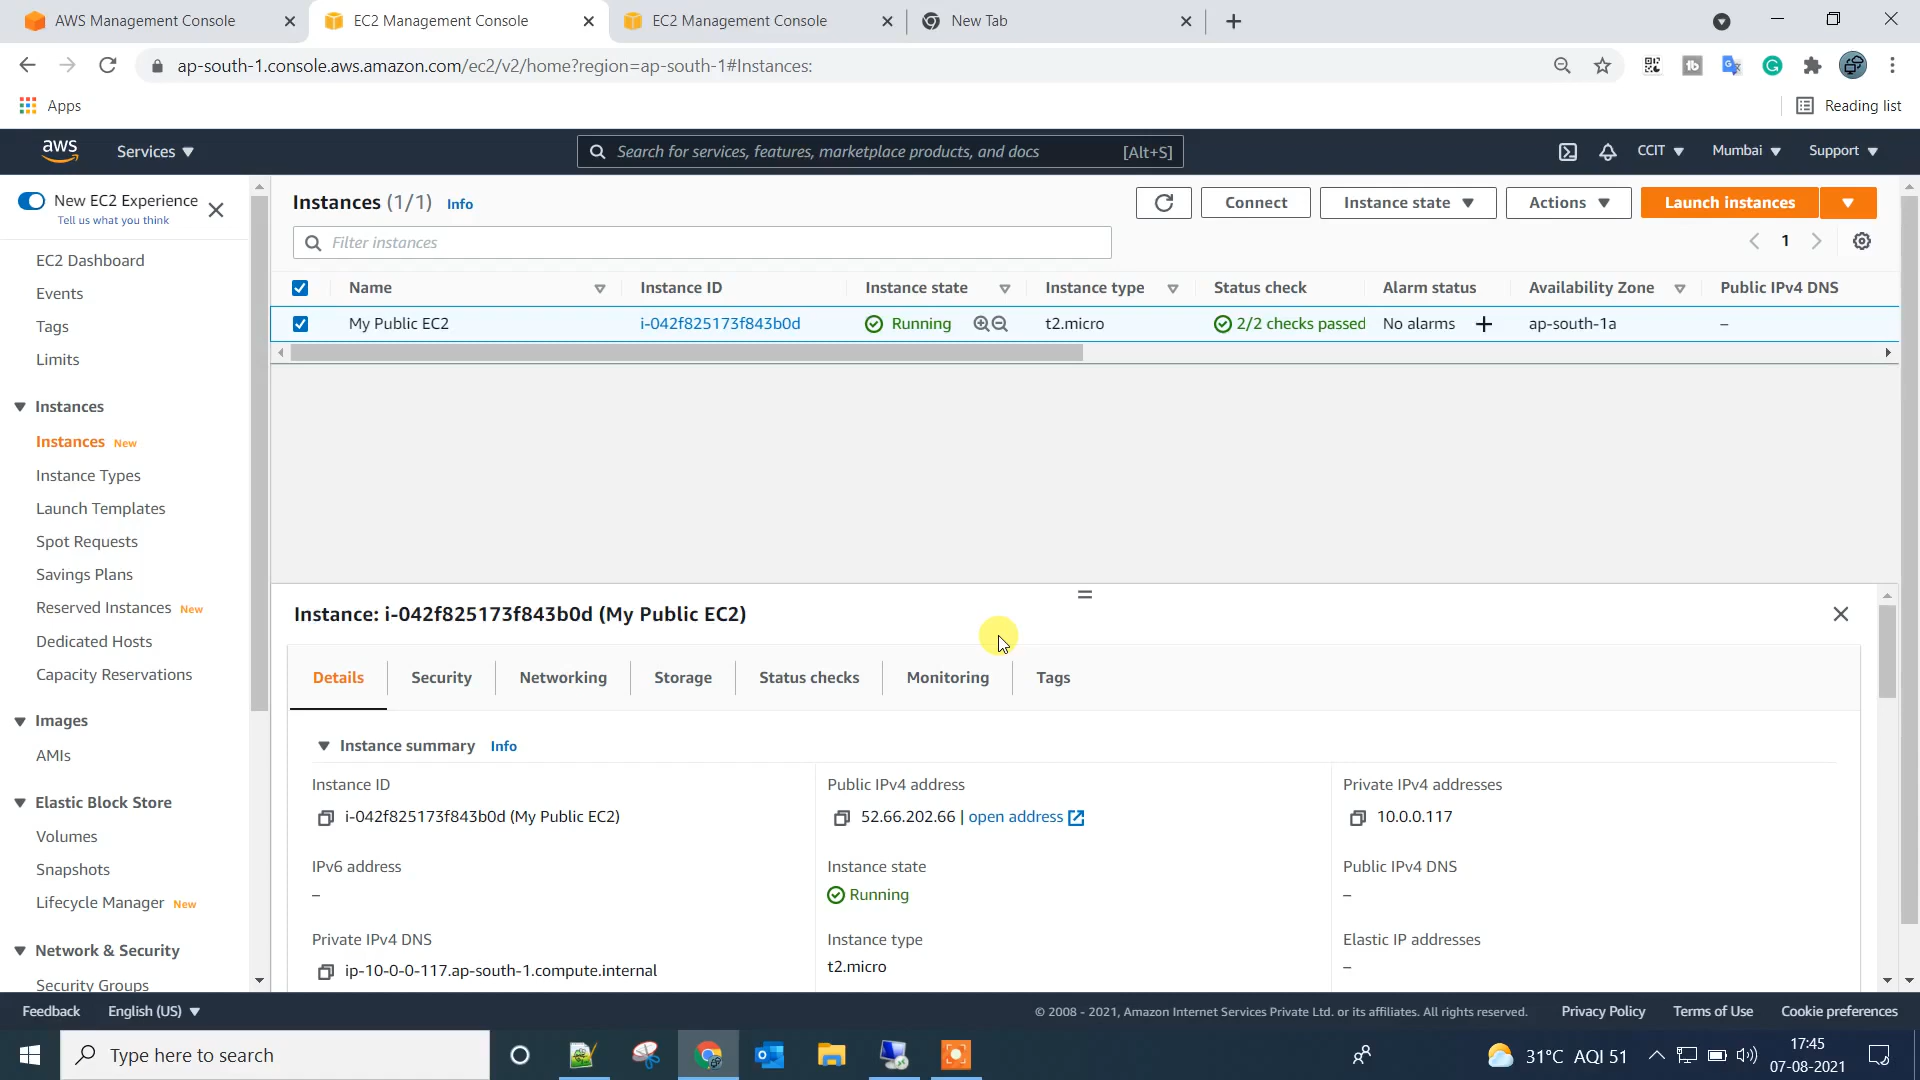 AWS Management Console
EC2 Management Console
EC2 Management Console
New Tab
ap-south-1.console.aws.amazon.com/ec2/v2/home?region=ap-south-1#Instances:
Apps
Reading list
aws
Services
Search for services, features, marketplace products, and docs
[Alt+S]
CCIT
Mumbai
Support
New EC2 Experience
Tell us what you think
EC2 Dashboard
Events
Tags
Limits
Instances
Instances New
Instance Types
Launch Templates
Spot Requests
Savings Plans
Reserved Instances New
Dedicated Hosts
Capacity Reservations
Images
AMIs
Elastic Block Store
Volumes
Snapshots
Lifecycle Manager New
Network & Security
Security Groups
Instances (1/1) Info
Connect
Instance state
Actions
Launch instances
Filter instances
1
Name
Instance ID
Instance state
Instance type
Status check
Alarm status
Availability Zone
Public IPv4 DNS
My Public EC2
i-042f825173f843b0d
Running
t2.micro
2/2 checks passed
No alarms
ap-south-1a
–
Instance: i-042f825173f843b0d (My Public EC2)
Details
Security
Networking
Storage
Status checks
Monitoring
Tags
Instance summary Info
Instance ID
i-042f825173f843b0d (My Public EC2)
Public IPv4 address
52.66.202.66 | open address
Private IPv4 addresses
10.0.0.117
IPv6 address
–
Instance state
Running
Public IPv4 DNS
–
Private IPv4 DNS
ip-10-0-0-117.ap-south-1.compute.internal
Instance type
t2.micro
Elastic IP addresses
–
Feedback
English (US)
© 2008 - 2021, Amazon Internet Services Private Ltd. or its affiliates. All rights reserved.
Privacy Policy
Terms of Use
Cookie preferences
Type here to search
31°C AQI 51
17:45
07-08-2021